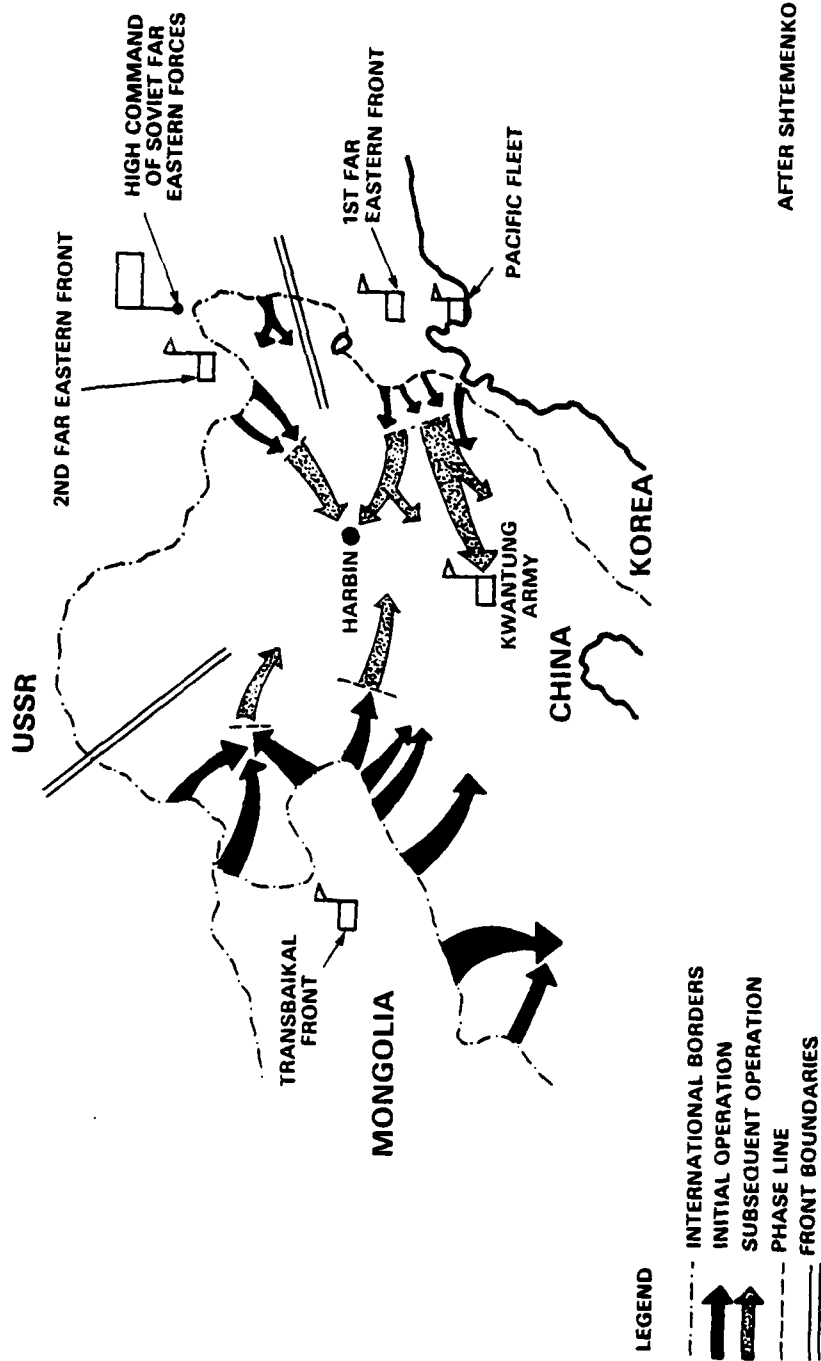 USSR
2ND FAR EASTERN FRONT
HIGH COMMAND
OF SOVIET FAR
EASTERN FORCES
1ST FAR
EASTERN FRONT
PACIFIC FLEET
HARBIN
KWANTUNG
ARMY
KOREA
CHINA
TRANSBAIKAL
FRONT
MONGOLIA
LEGEND
INTERNATIONAL BORDERS
INITIAL OPERATION
SUBSEQUENT OPERATION
PHASE LINE
FRONT BOUNDARIES
AFTER SHTEMENKO